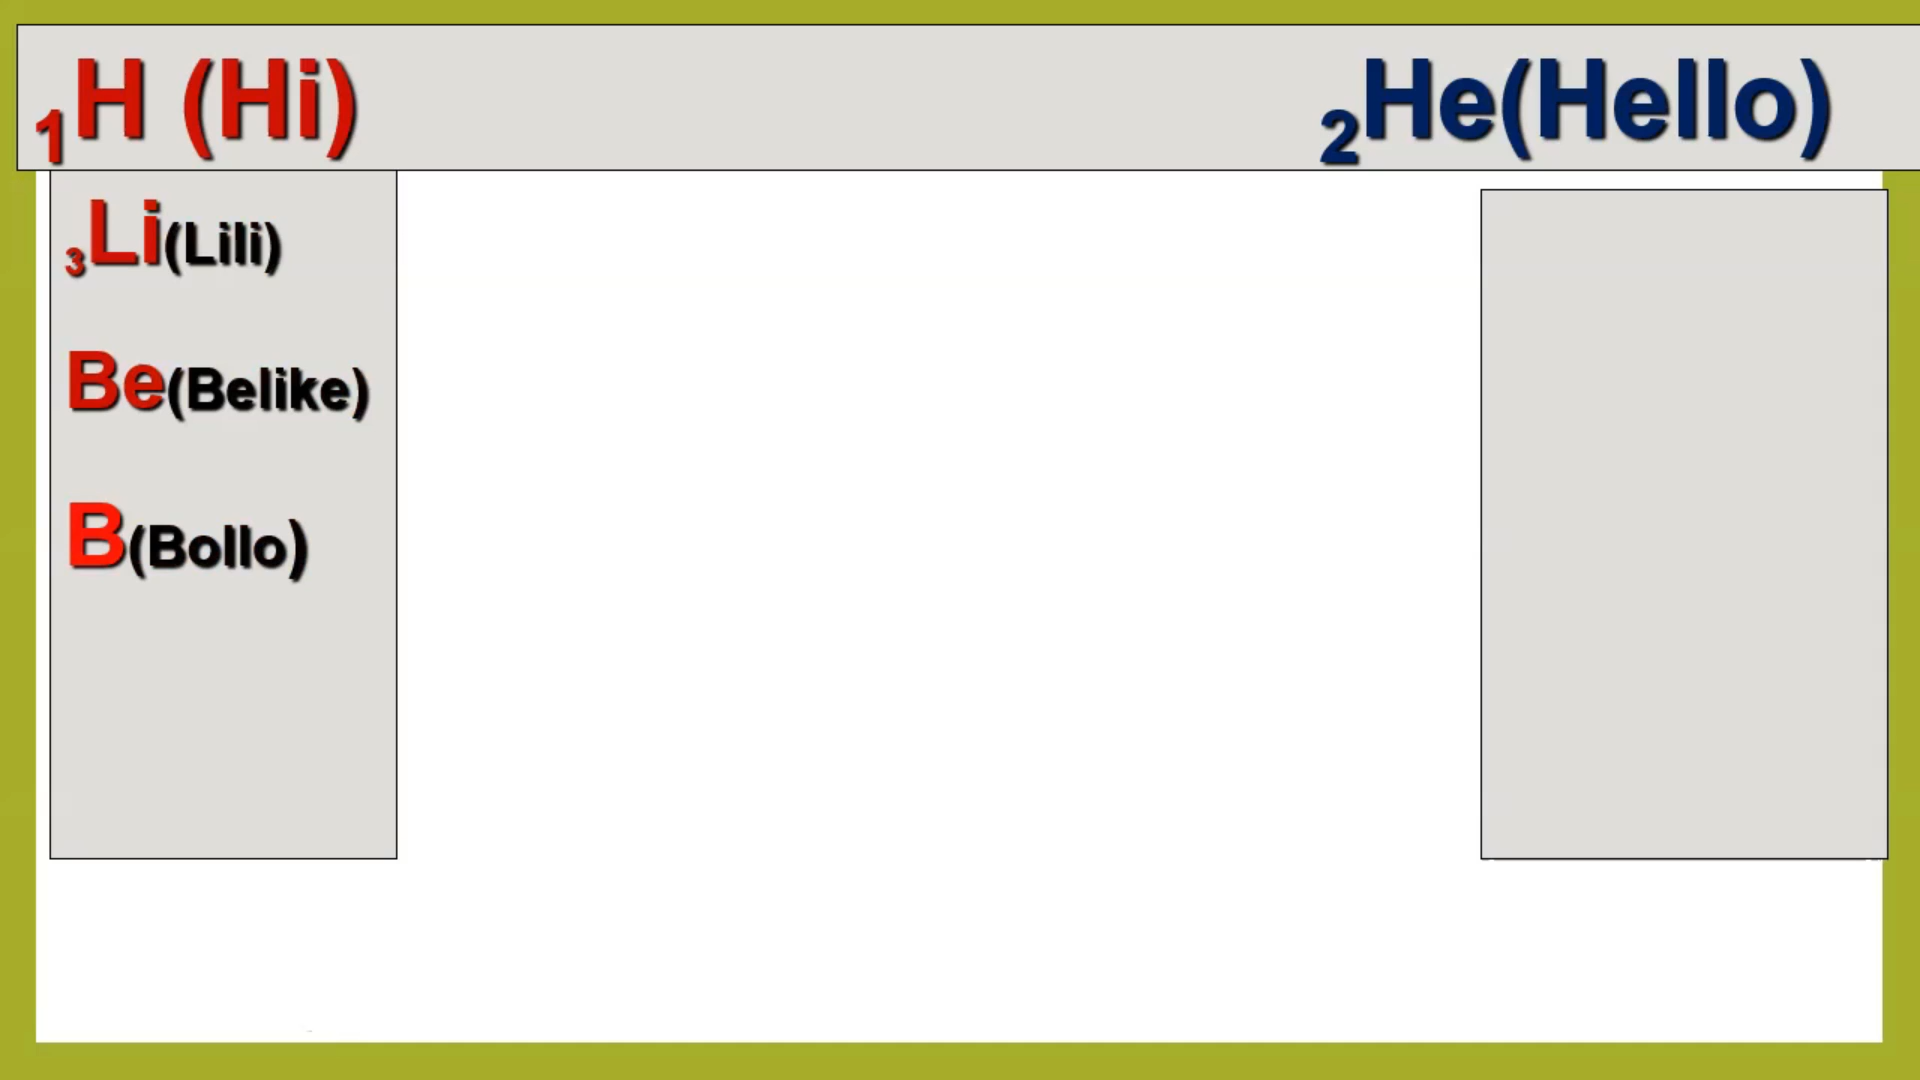 ₁H (Hi) ₂He(Hello)
₃Li(Lili)
Be(Belike)
B(Bollo)